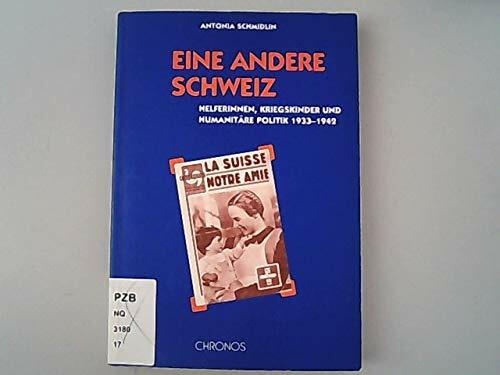 ANTONIA SCHMIDLIN
EINE ANDERE
SCHWEIZ
HELFERINNEN, KRIEGSKINDER UND
HUMANITÄRE POLITIK 1933–1942
LA SUISSE
NOTRE AMIE
PZB
NQ
3180
17
CHRONOS